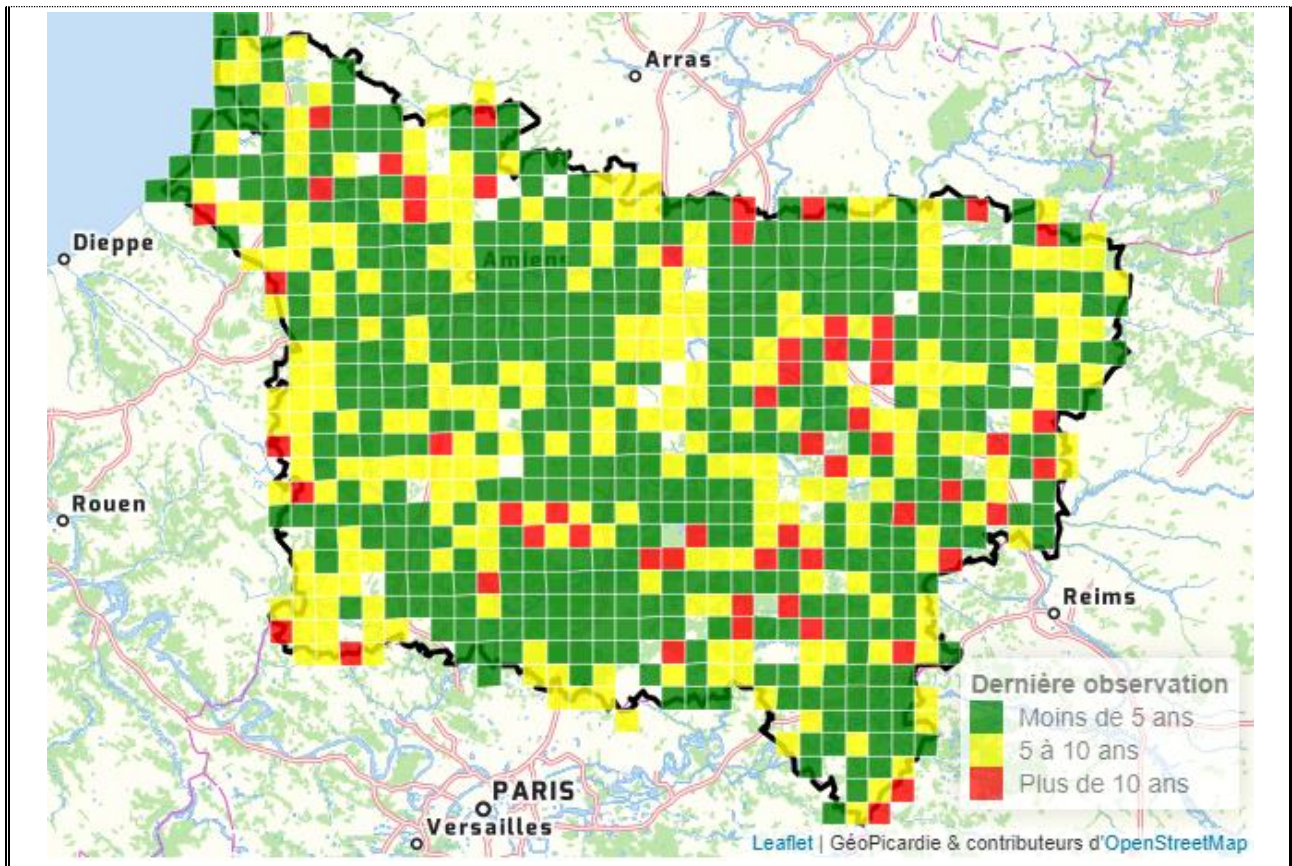 Arras
Dieppe
Amiens
Rouen
Reims
Dernière observation
Moins de 5 ans
5 à 10 ans
Plus de 10 ans
PARIS
Versailles
Leaflet | GéoPicardie & contributeurs d'OpenStreetMap